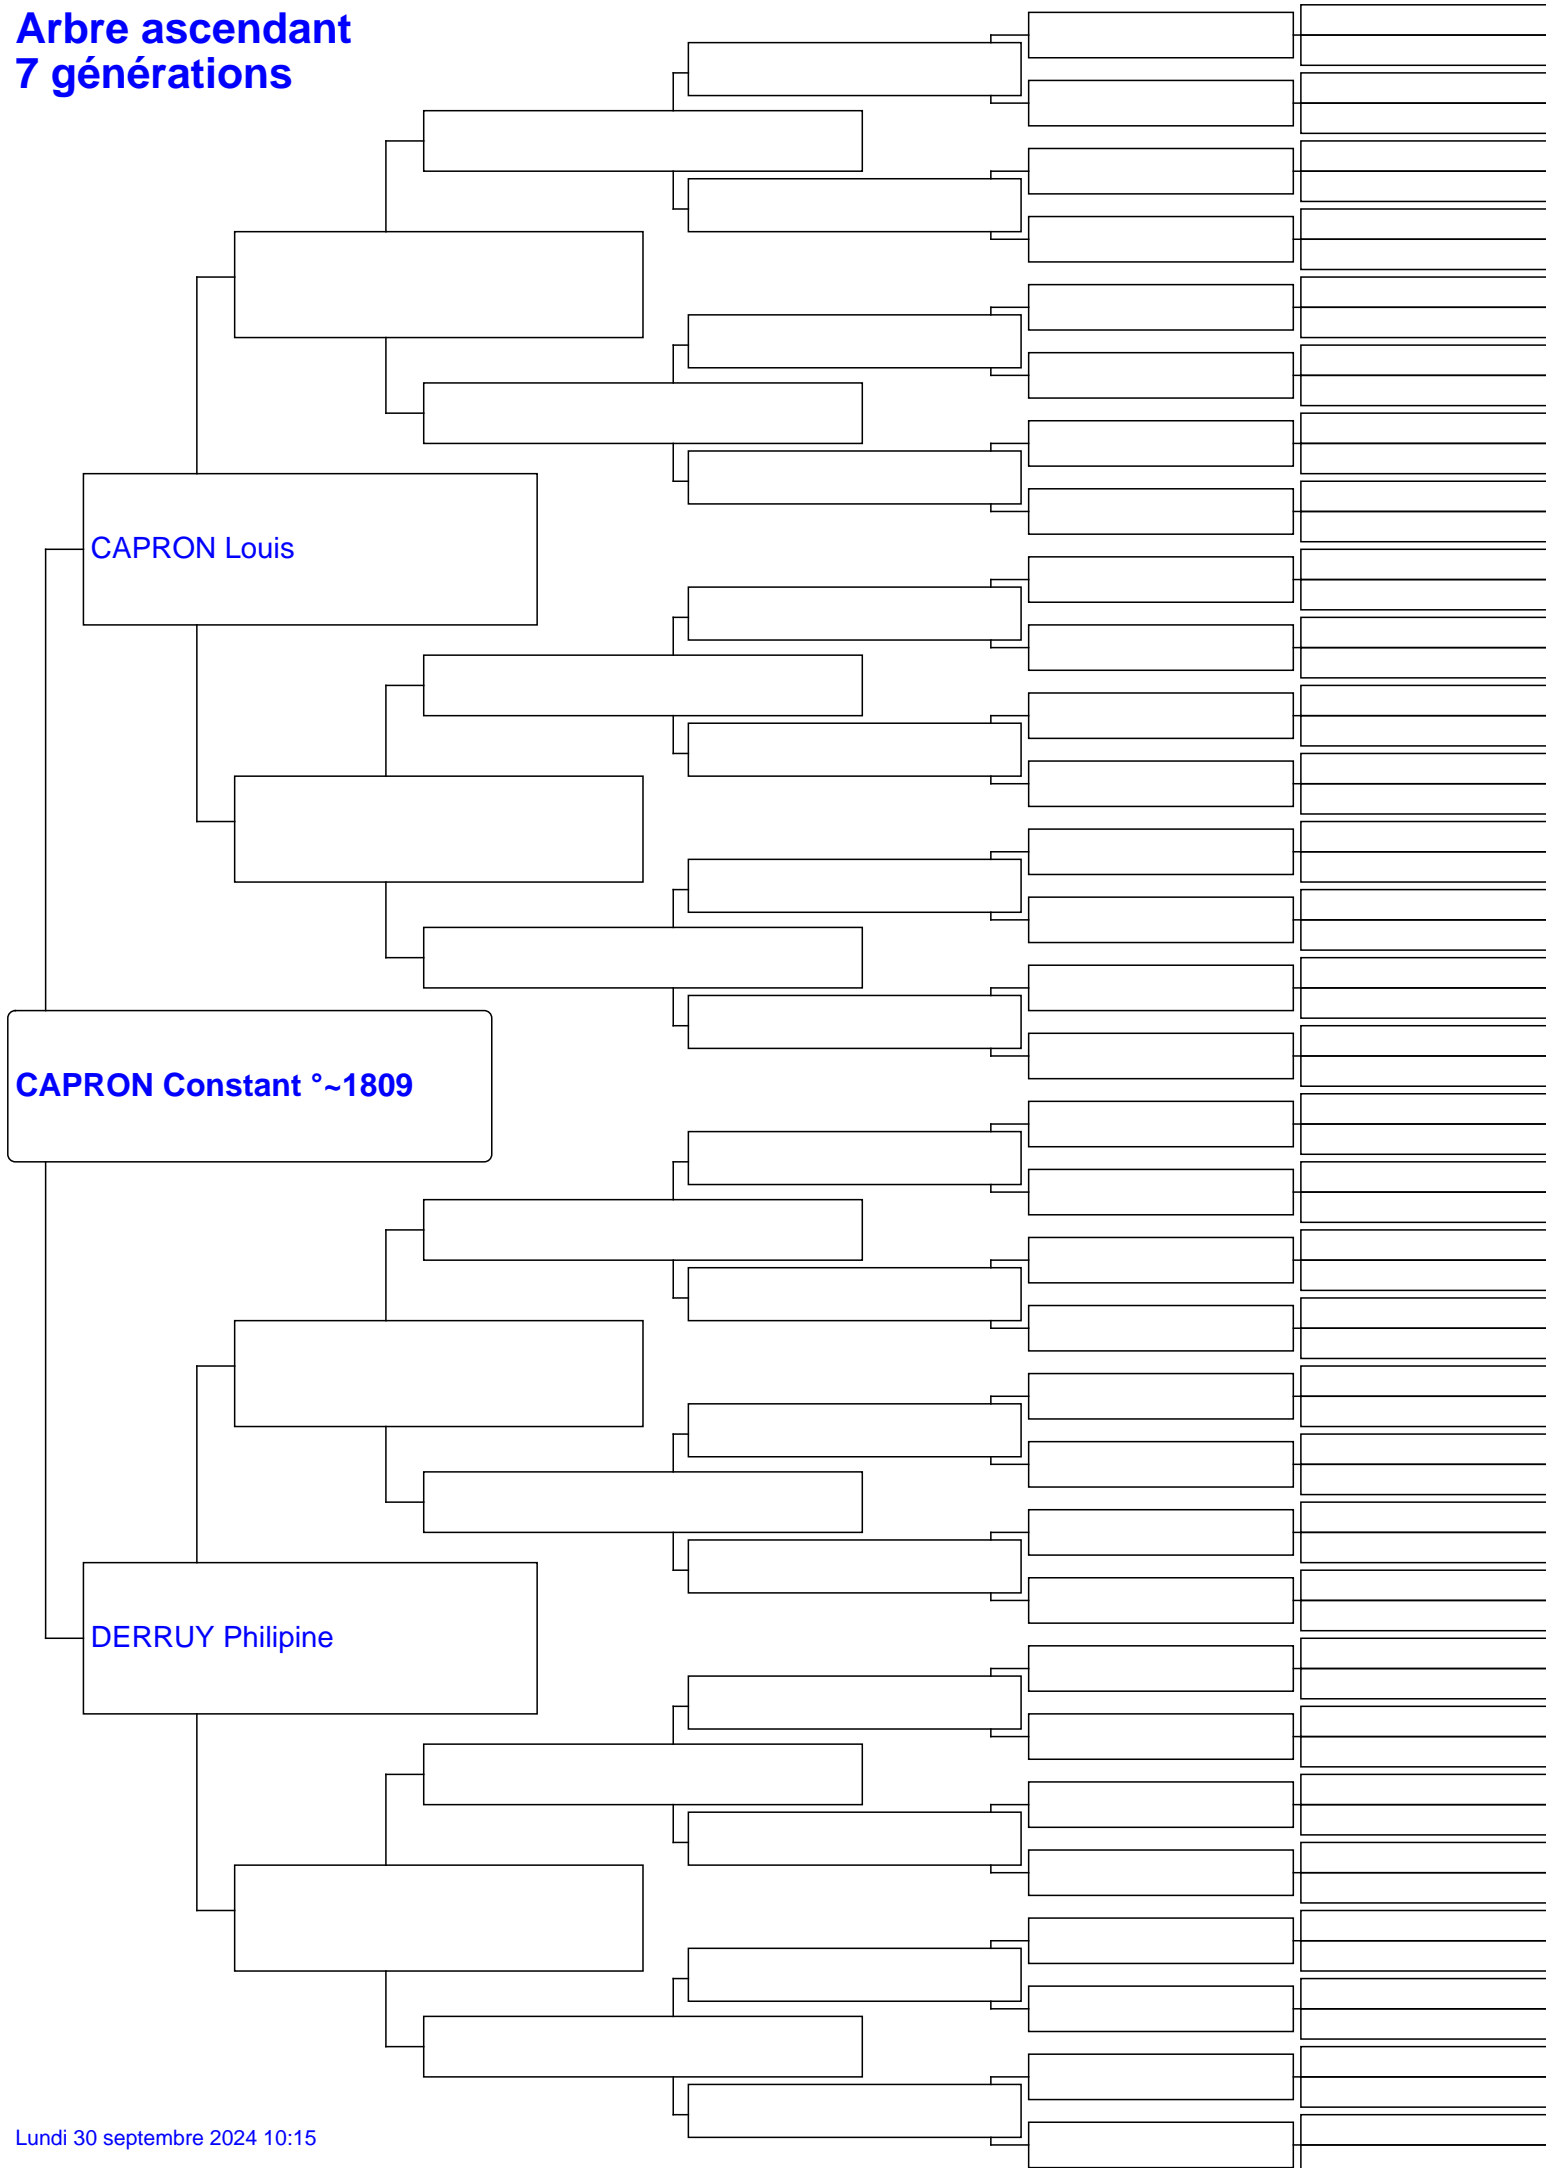 Arbre ascendant
7 générations
CAPRON Louis
CAPRON Constant °~1809
DERRUY Philipine
Lundi 30 septembre 2024 10:15